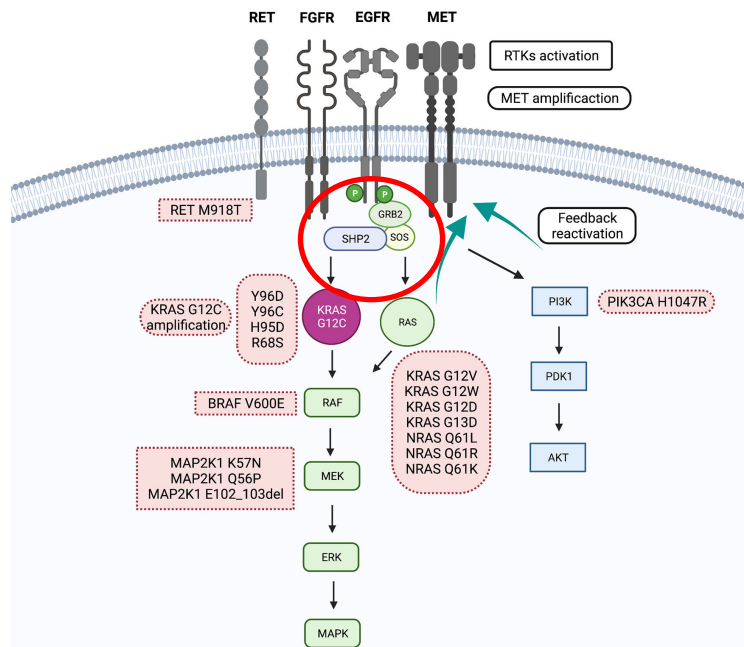 RET
FGFR
EGFR
MET
RTKs activation
MET amplificaction
P
P
GRB2
SHP2
SOS
RET M918T
Feedback
reactivation
KRAS G12C
amplification
Y96D
Y96C
H95D
R68S
KRAS
G12C
RAS
PI3K
PIK3CA H1047R
KRAS G12V
KRAS G12W
KRAS G12D
KRAS G13D
NRAS Q61L
NRAS Q61R
NRAS Q61K
PDK1
BRAF V600E
RAF
AKT
MAP2K1 K57N
MAP2K1 Q56P
MAP2K1 E102_103del
MEK
ERK
MAPK